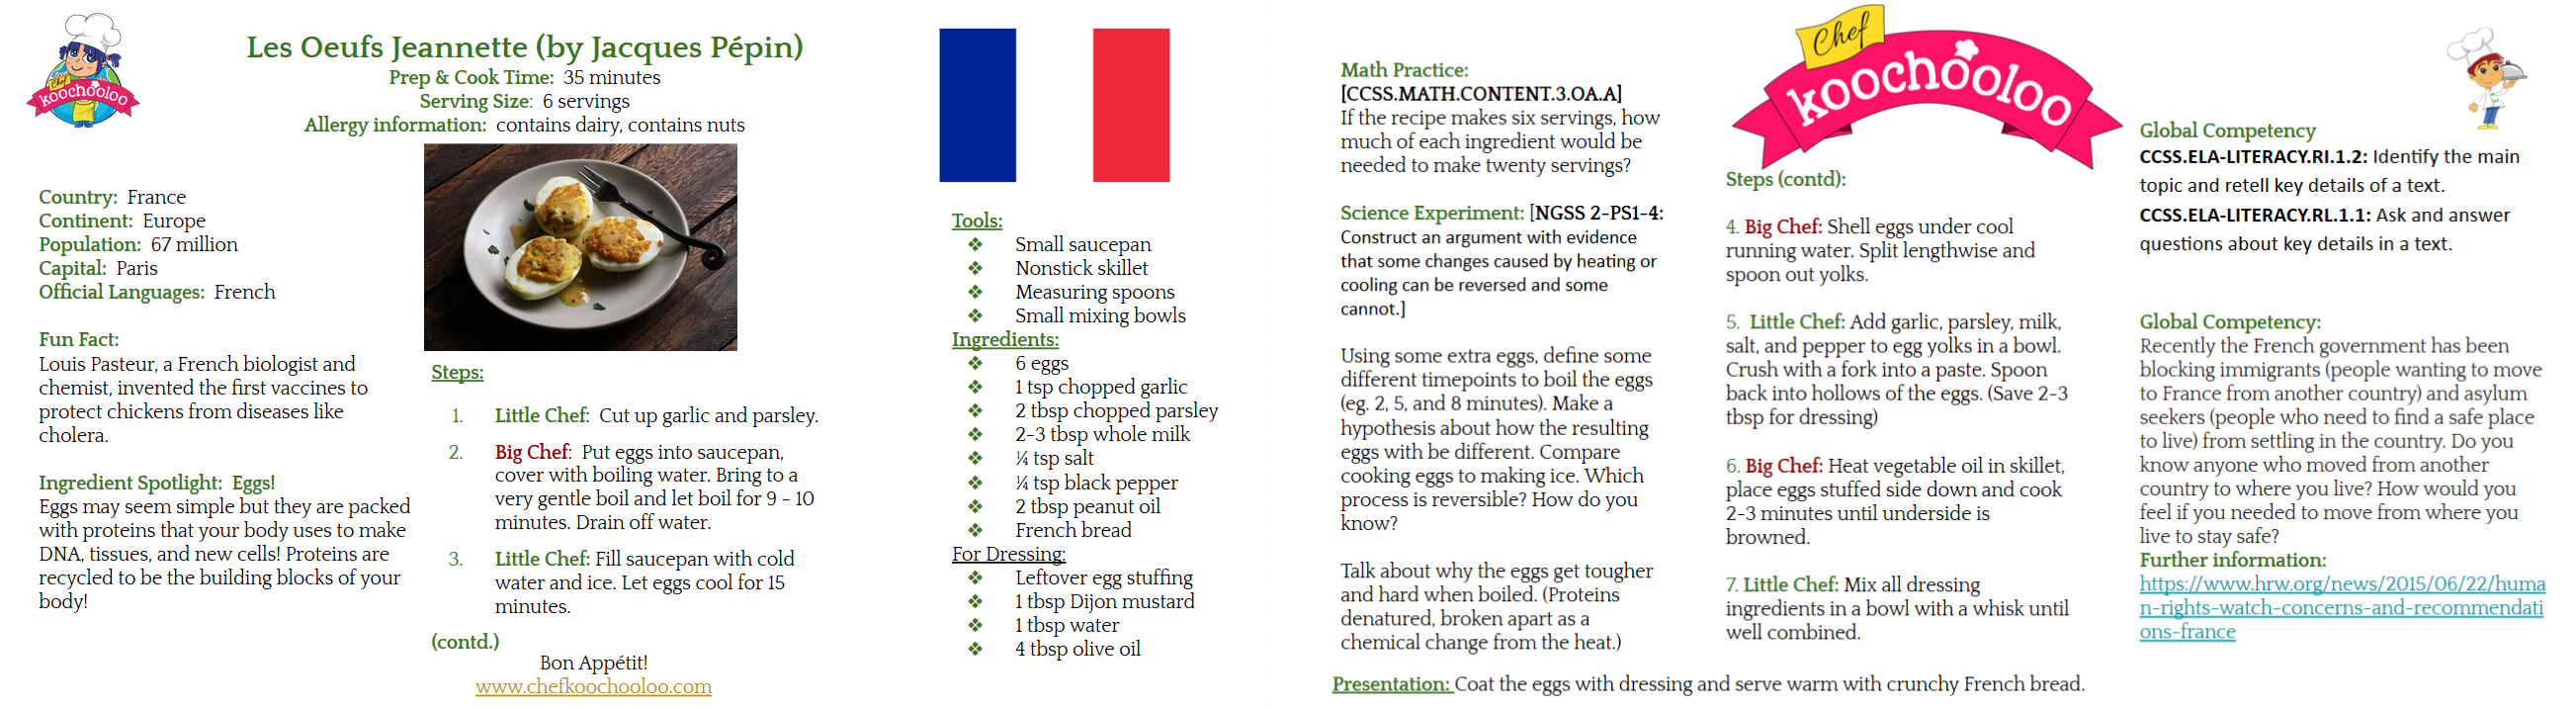 Chef
koochooloo
Les Oeufs Jeannette (by Jacques Pépin)
Prep & Cook Time: 35 minutes
Serving Size: 6 servings
Allergy information: contains dairy, contains nuts
Country: France
Continent: Europe
Population: 67 million
Capital: Paris
Official Languages: French
Fun Fact:
Louis Pasteur, a French biologist and
chemist, invented the first vaccines to
protect chickens from diseases like
cholera.
Ingredient Spotlight: Eggs!
Eggs may seem simple but they are packed
with proteins that your body uses to make
DNA, tissues, and new cells! Proteins are
recycled to be the building blocks of your
body!
Steps:
1. Little Chef: Cut up garlic and parsley.
2. Big Chef: Put eggs into saucepan,
cover with boiling water. Bring to a
very gentle boil and let boil for 9 - 10
minutes. Drain off water.
3. Little Chef: Fill saucepan with cold
water and ice. Let eggs cool for 15
minutes.
(contd.)
Bon Appétit!
www.chefkoochooloo.com
Tools:
❖ Small saucepan
❖ Nonstick skillet
❖ Measuring spoons
❖ Small mixing bowls
Ingredients:
❖ 6 eggs
❖ 1 tsp chopped garlic
❖ 2 tbsp chopped parsley
❖ 2-3 tbsp whole milk
❖ ¼ tsp salt
❖ ¼ tsp black pepper
❖ 2 tbsp peanut oil
❖ French bread
For Dressing:
❖ Leftover egg stuffing
❖ 1 tbsp Dijon mustard
❖ 1 tbsp water
❖ 4 tbsp olive oil
Math Practice:
[CCSS.MATH.CONTENT.3.OA.A]
If the recipe makes six servings, how
much of each ingredient would be
needed to make twenty servings?
Science Experiment: [NGSS 2-PS1-4:
Construct an argument with evidence
that some changes caused by heating or
cooling can be reversed and some
cannot.]
Using some extra eggs, define some
different timepoints to boil the eggs
(eg. 2, 5, and 8 minutes). Make a
hypothesis about how the resulting
eggs with be different. Compare
cooking eggs to making ice. Which
process is reversible? How do you
know?
Talk about why the eggs get tougher
and hard when boiled. (Proteins
denatured, broken apart as a
chemical change from the heat.)
Chef
koochooloo
Steps (contd):
4. Big Chef: Shell eggs under cool
running water. Split lengthwise and
spoon out yolks.
5. Little Chef: Add garlic, parsley, milk,
salt, and pepper to egg yolks in a bowl.
Crush with a fork into a paste. Spoon
back into hollows of the eggs. (Save 2-3
tbsp for dressing)
6. Big Chef: Heat vegetable oil in skillet,
place eggs stuffed side down and cook
2-3 minutes until underside is
browned.
7. Little Chef: Mix all dressing
ingredients in a bowl with a whisk until
well combined.
Presentation: Coat the eggs with dressing and serve warm with crunchy French bread.
Global Competency
CCSS.ELA-LITERACY.RI.1.2: Identify the main
topic and retell key details of a text.
CCSS.ELA-LITERACY.RL.1.1: Ask and answer
questions about key details in a text.
Global Competency:
Recently the French government has been
blocking immigrants (people wanting to move
to France from another country) and asylum
seekers (people who need to find a safe place
to live) from settling in the country. Do you
know anyone who moved from another
country to where you live? How would you
feel if you needed to move from where you
live to stay safe?
Further information:
https://www.hrw.org/news/2015/06/22/huma
n-rights-watch-concerns-and-recommendati
ons-france